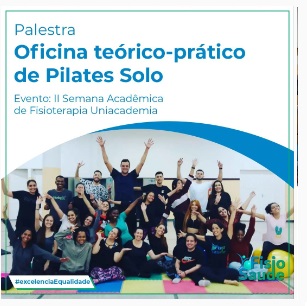 Palestra
Oficina teórico-prático
de Pilates Solo
Evento: II Semana Acadêmica
de Fisioterapia Uniacademia
#excelenciaEqualidade
Fisio
Saúde